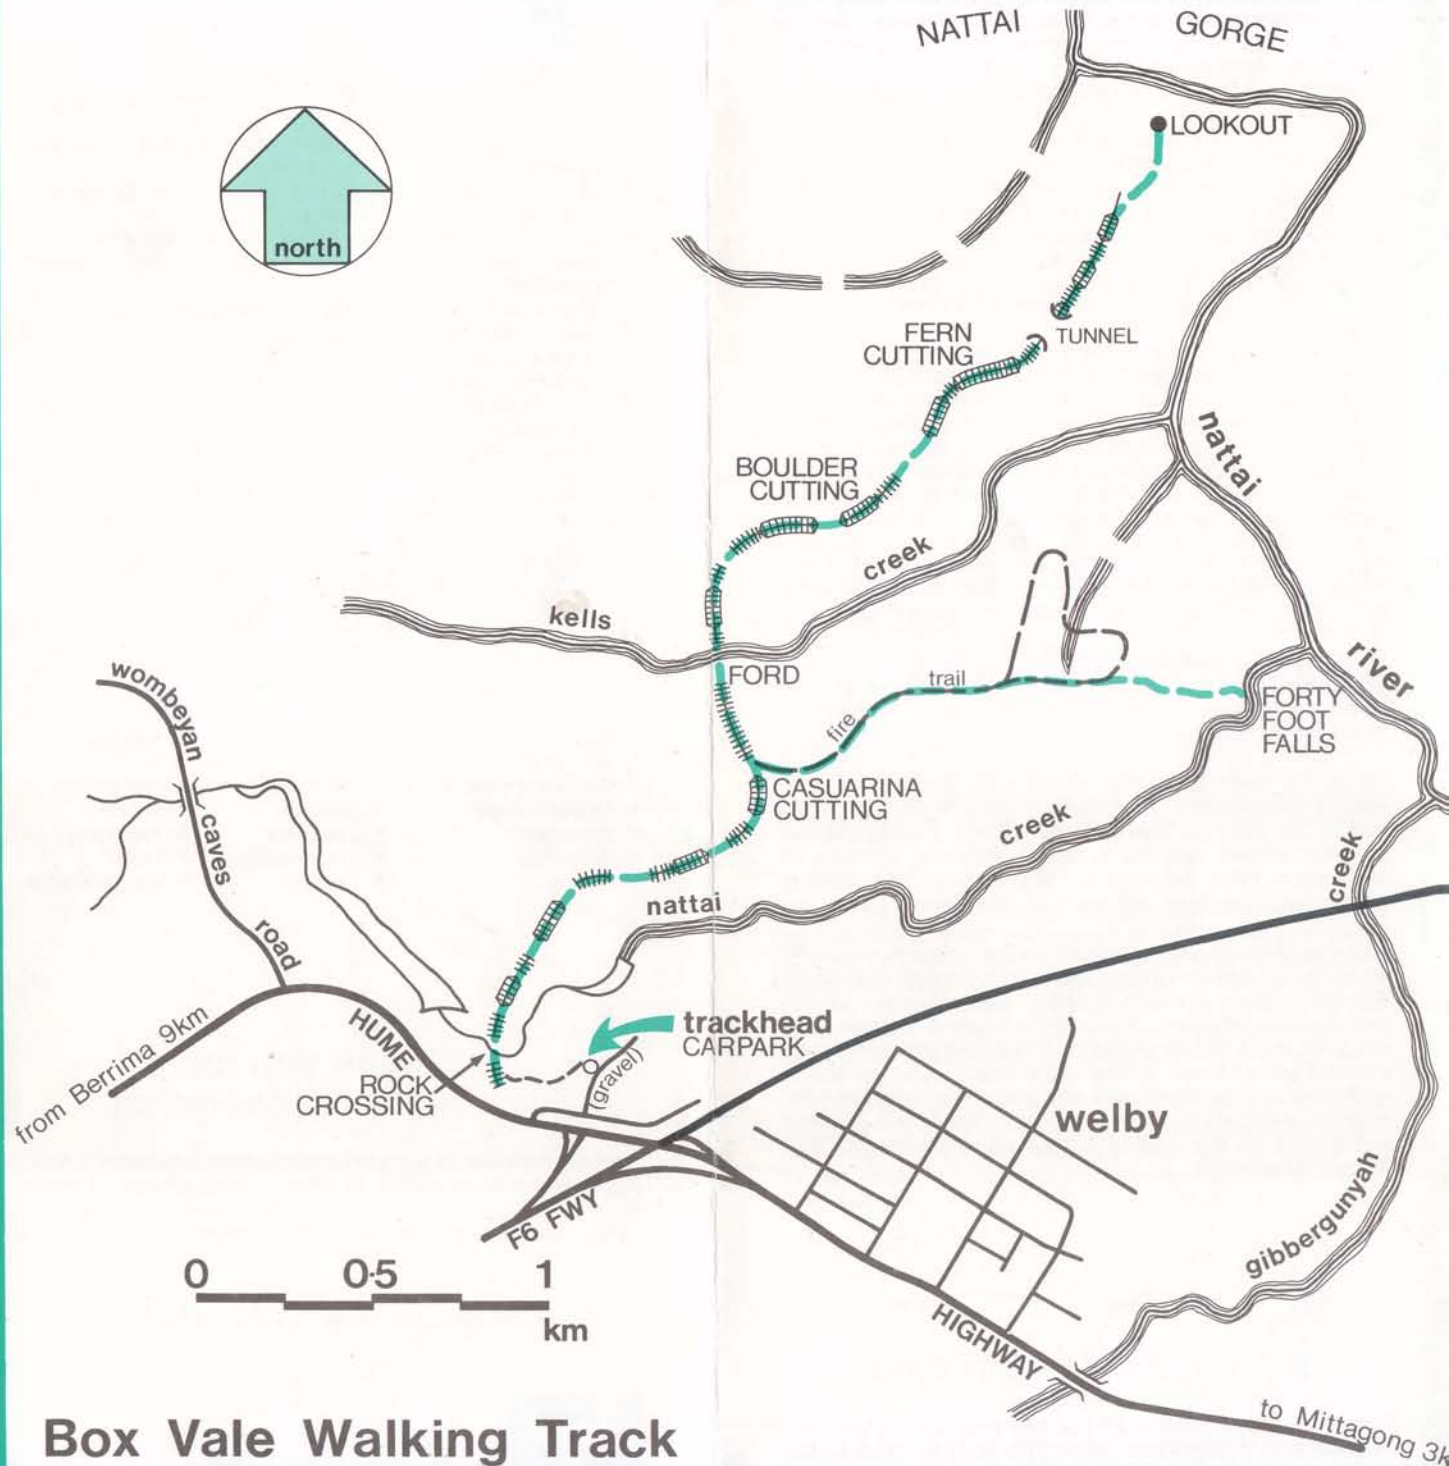 NATTAI GORGE
LOOKOUT
north
TUNNEL
FERN
CUTTING
nattai
river
BOULDER
CUTTING
creek
kells
FORD
trail
fire
FORTY
FOOT
FALLS
wombeyan
caves
road
CASUARINA
CUTTING
creek
nattai
creek
gibbergunyah
from Berrima 9km
HUME
trackhead
CARPARK
(gravel)
ROCK
CROSSING
welby
F6 FWY
0 0·5 1
km
HIGHWAY
to Mittagong 3k
Box Vale Walking Track